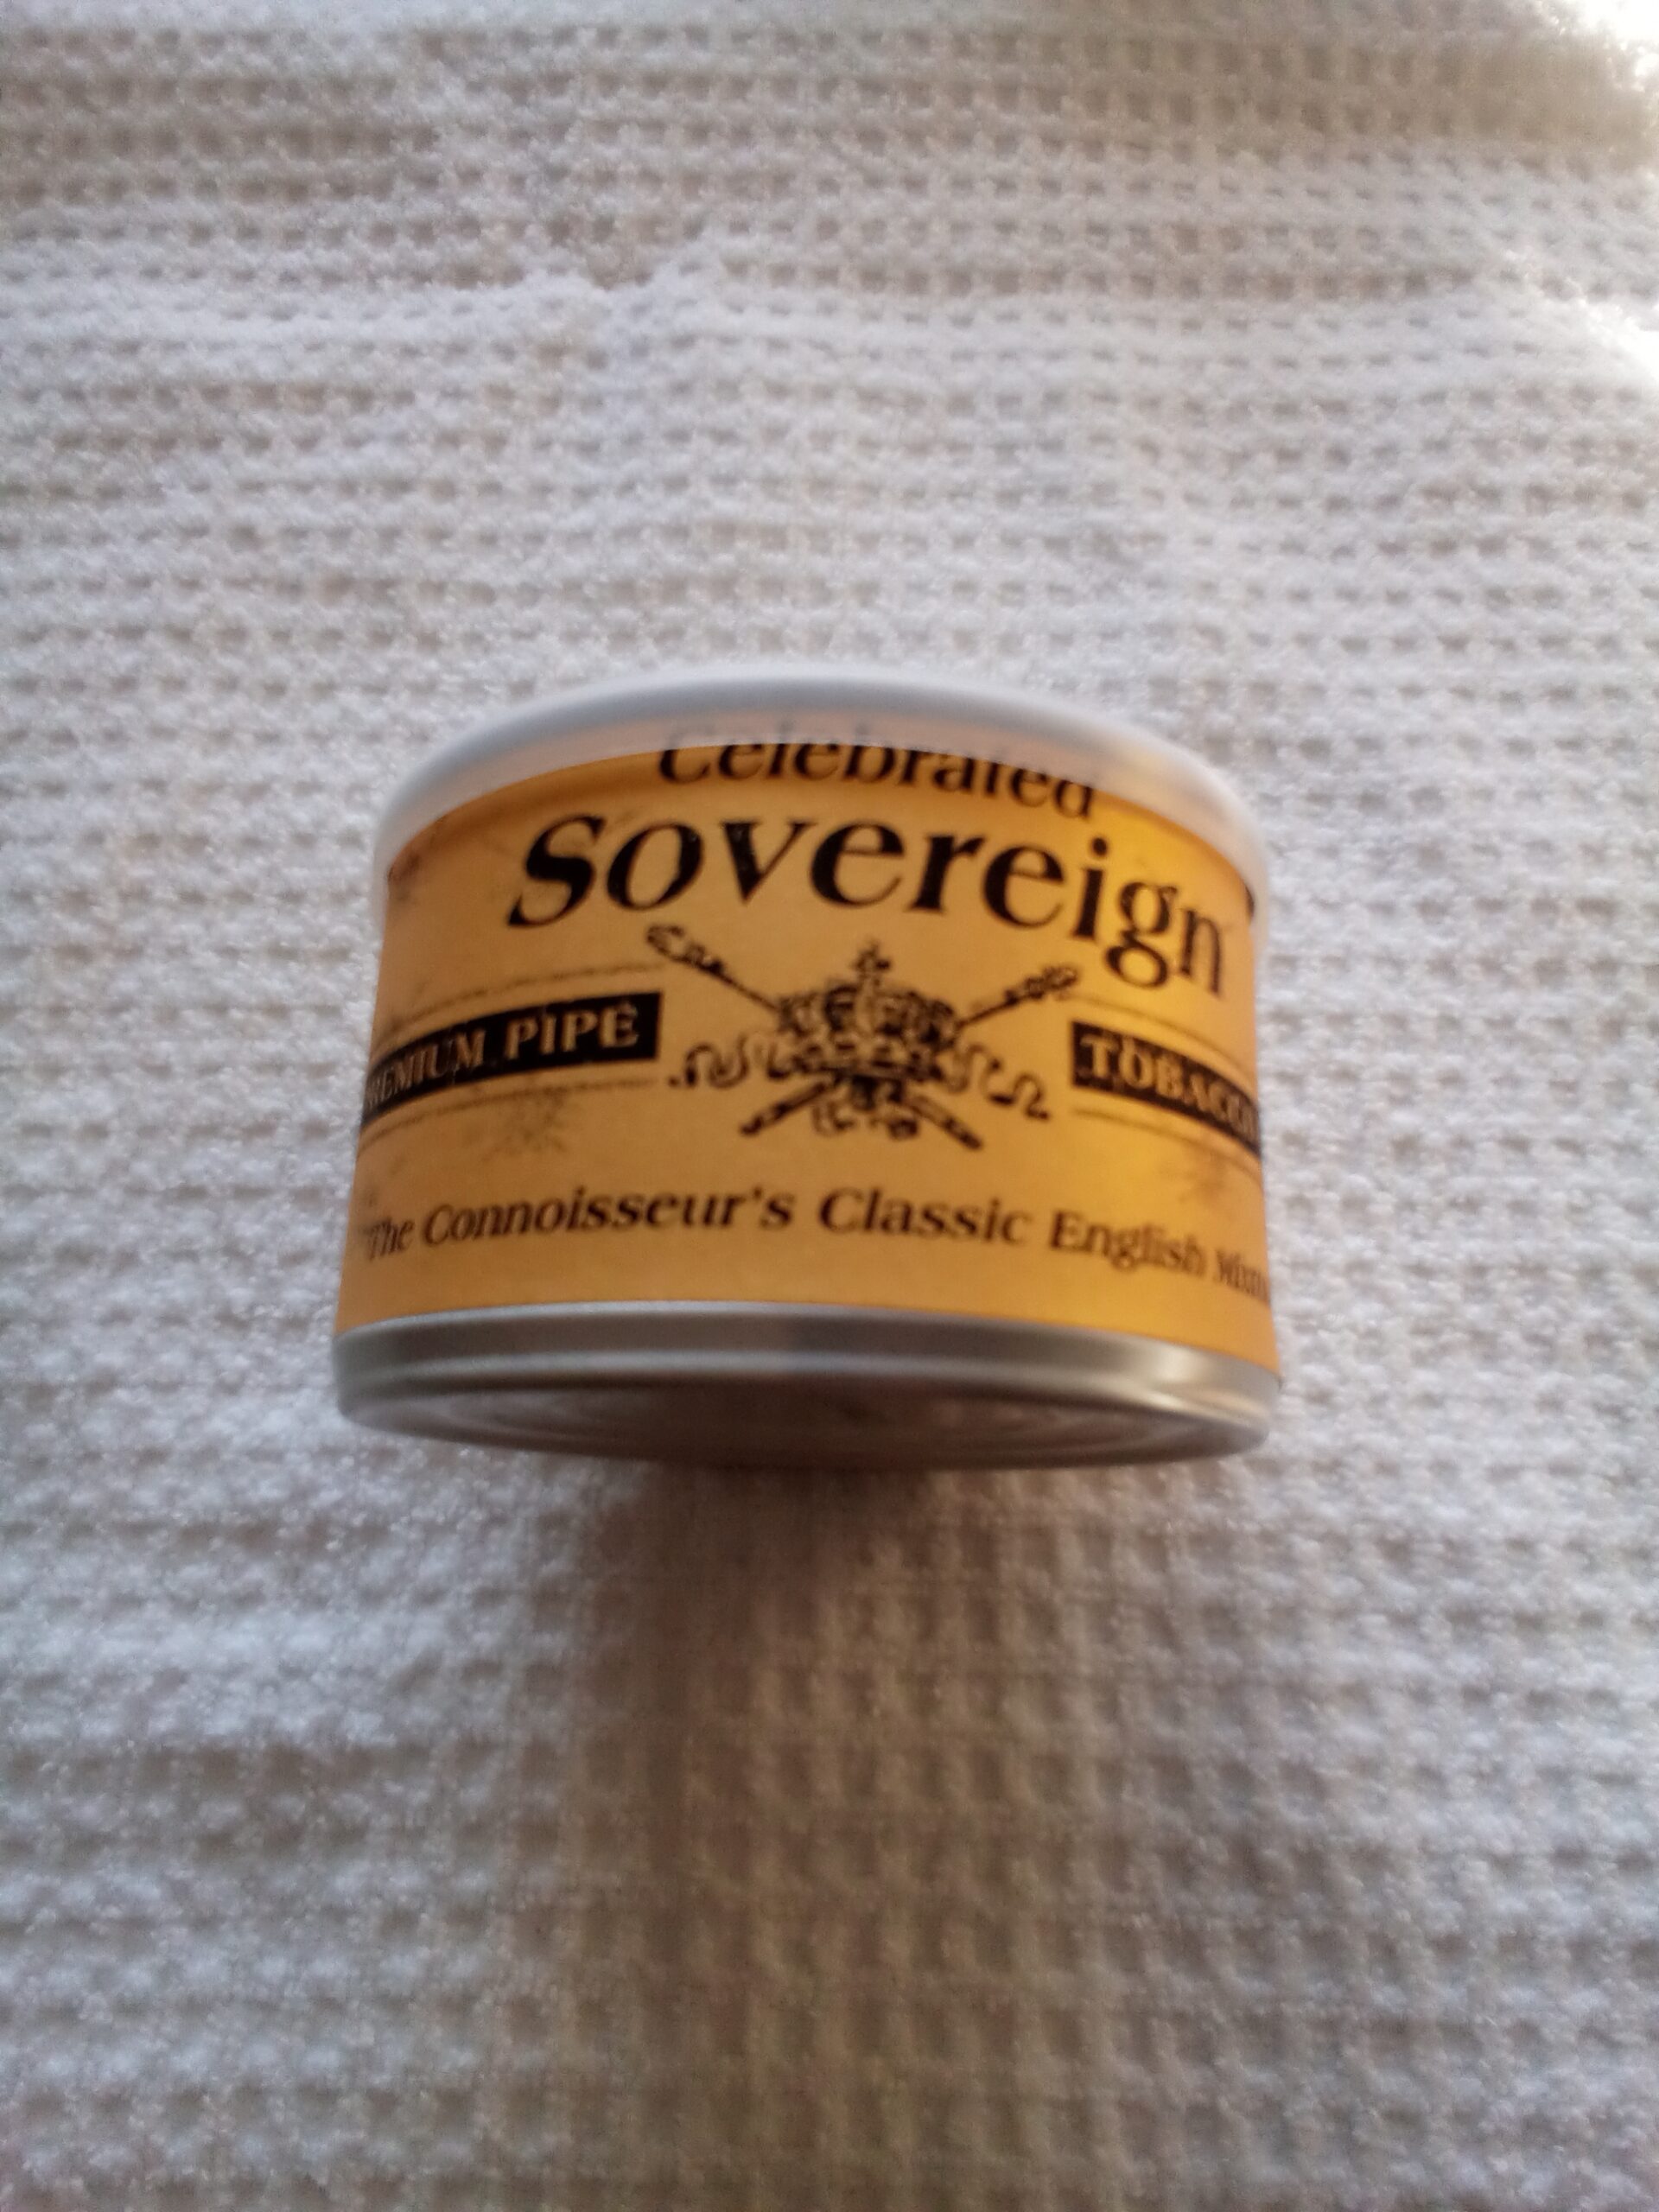 Celebrated
Sovereign
PREMIUM PIPE TOBACCO
The Connoisseur's Classic English